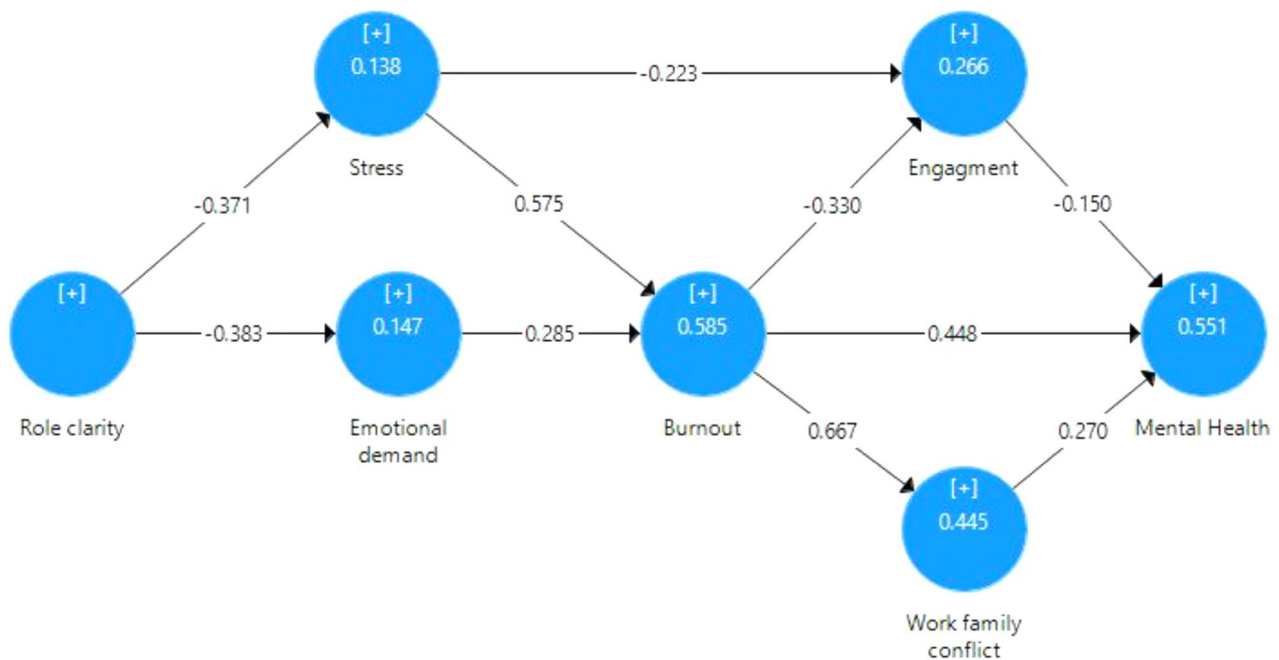 [+]
0.138
Stress
-0.223
[+]
0.266
Engagment
-0.371
0.575
-0.330
-0.150
[+]
Role clarity
-0.383
[+]
0.147
Emotional
demand
0.285
[+]
0.585
Burnout
0.448
[+]
0.551
Mental Health
0.667
0.270
[+]
0.445
Work family
conflict